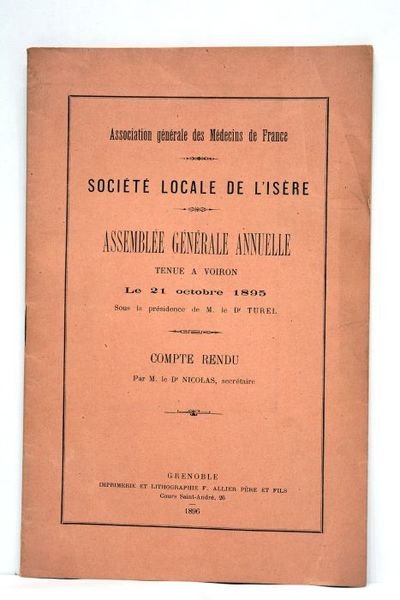 Association générale des Médecins de France
SOCIÉTÉ LOCALE DE L'ISÈRE
ASSEMBLÉE GÉNÉRALE ANNUELLE
TENUE A VOIRON
Le 21 octobre 1895
Sous la présidence de M. le Dr TUREL
COMPTE RENDU
Par M. le Dr NICOLAS, secrétaire
GRENOBLE
IMPRIMERIE ET LITHOGRAPHIE F. ALLIER PÈRE ET FILS
Cours Saint-André, 26
1896